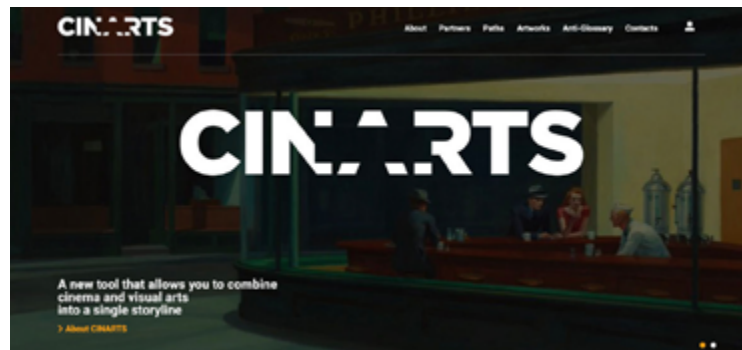 CINARTS
About Partners Paths Artworks Anti-Glossary Contacts
PHILLIES
CINARTS
A new tool that allows you to combine
cinema and visual arts
into a single storyline
> About CINARTS